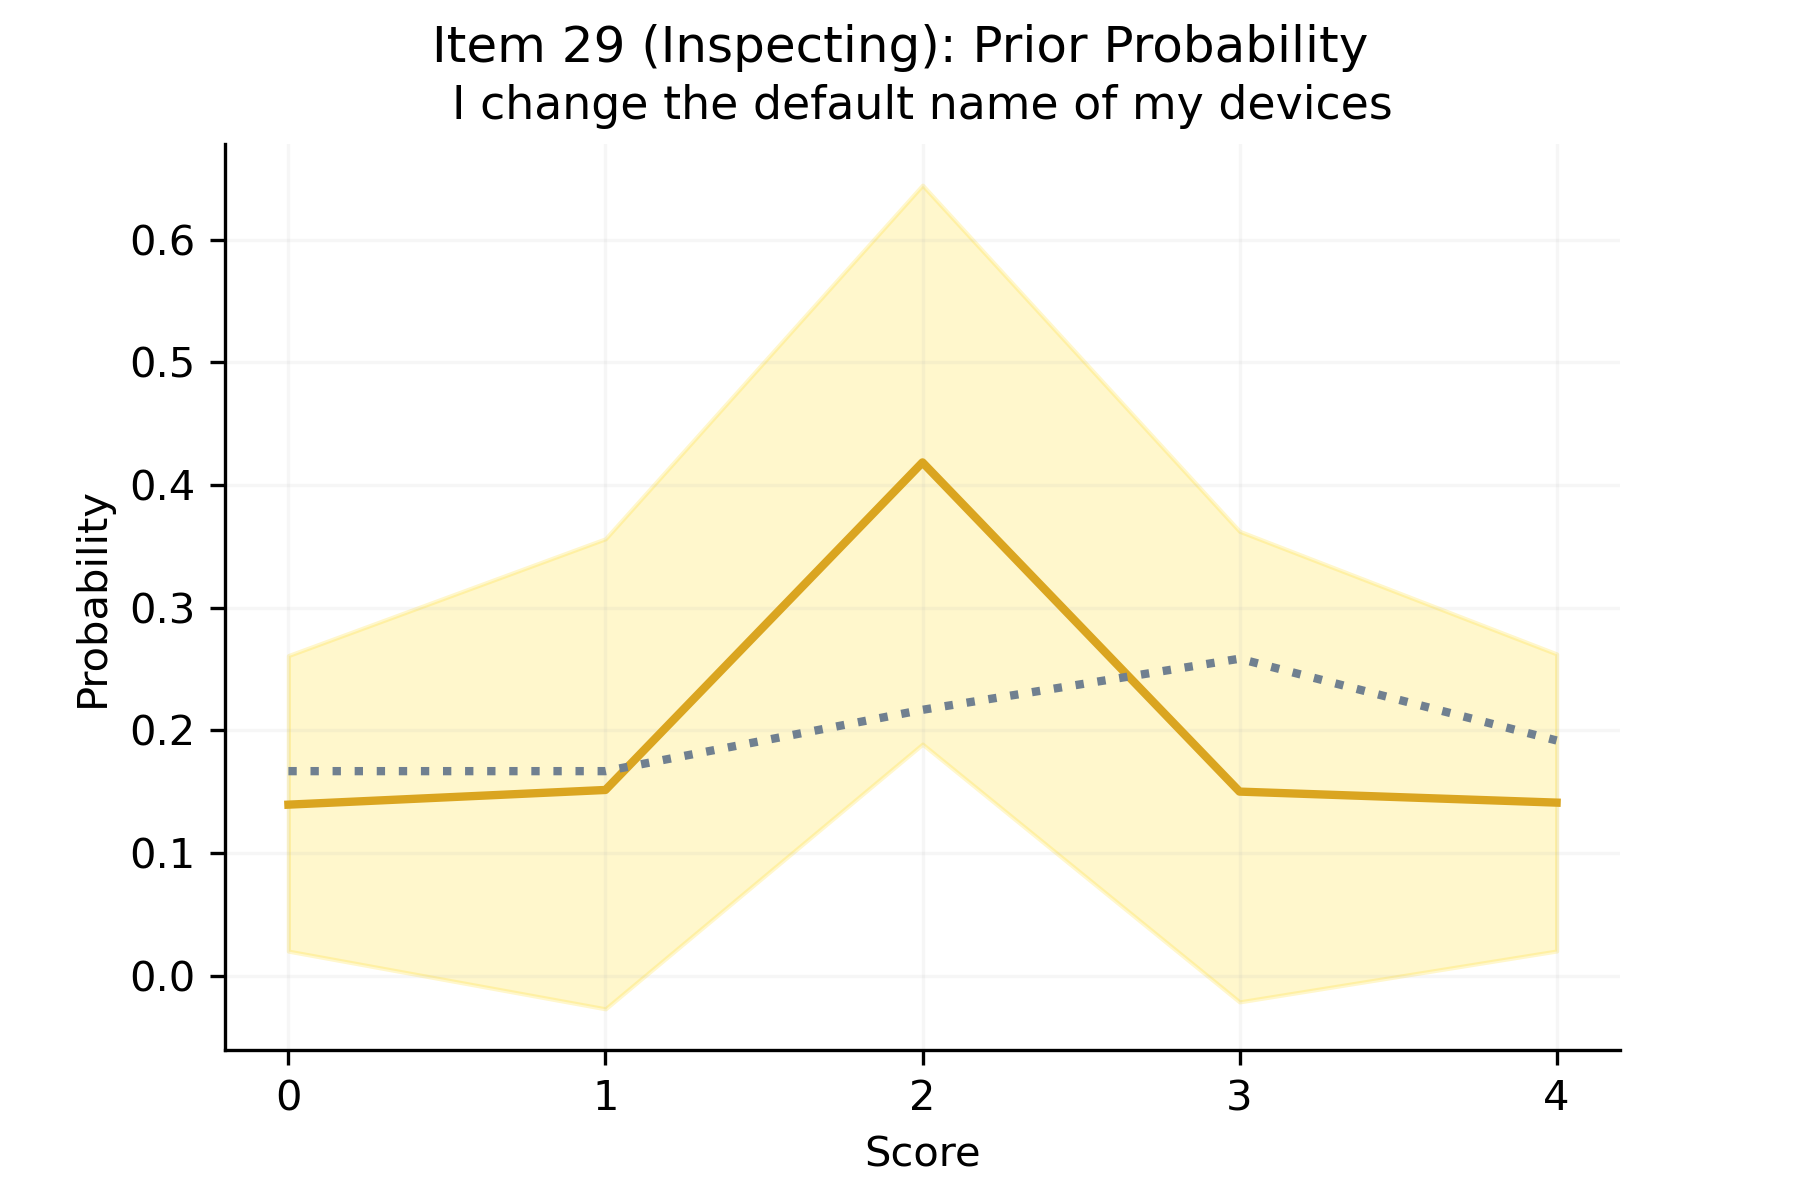 Item 29 (Inspecting): Prior Probability
I change the default name of my devices
Probability
0.6
0.5
0.4
0.3
0.2
0.1
0.0
0 1 2 3 4
Score